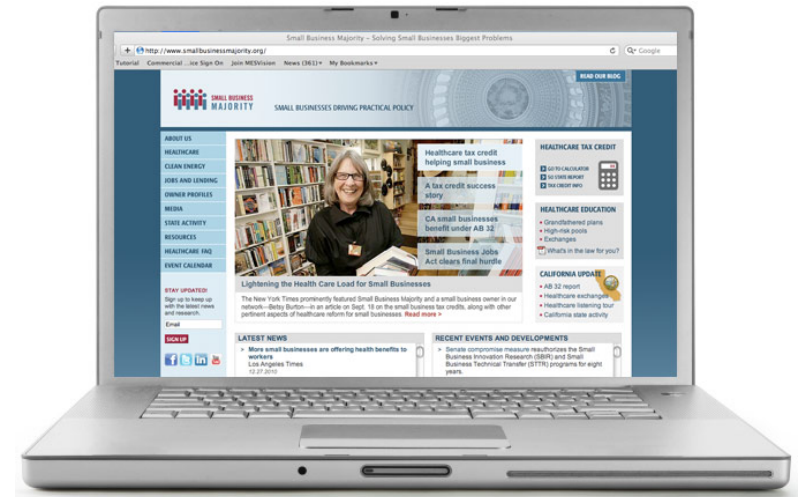 Small Business Majority – Solving Small Businesses Biggest Problems
http://www.smallbusinessmajority.org/
Google
Tutorial Commercial ...ice Sign On Join MESVision News (361) My Bookmarks
READ OUR BLOG
SMALL BUSINESS
MAJORITY
SMALL BUSINESSES DRIVING PRACTICAL POLICY
ABOUT US
HEALTHCARE
CLEAN ENERGY
JOBS AND LENDING
OWNER PROFILES
MEDIA
STATE ACTIVITY
RESOURCES
HEALTHCARE FAQ
EVENT CALENDAR
STAY UPDATED!
Sign up to keep up
with the latest news
and research.
Email
SIGN UP
Healthcare tax credit
helping small business
A tax credit success
story
CA small businesses
benefit under AB 32
Small Business Jobs
Act clears final hurdle
Lightening the Health Care Load for Small Businesses
The New York Times prominently featured Small Business Majority and a small business owner in our
network—Betsy Burton—in an article on Sept. 18 on the small business tax credits, along with other
pertinent aspects of healthcare reform for small businesses. Read more >
HEALTHCARE TAX CREDIT
GO TO CALCULATOR
50 STATE REPORT
TAX CREDIT INFO
HEALTHCARE EDUCATION
• Grandfathered plans
• High-risk pools
• Exchanges
What's in the law for you?
CALIFORNIA UPDATE
• AB 32 report
• Healthcare exchanges
• Healthcare listening tour
• California state activity
LATEST NEWS
> More small businesses are offering health benefits to
workers
Los Angeles Times
12.27.2010
RECENT EVENTS AND DEVELOPMENTS
> Senate compromise measure reauthorizes the Small
Business Innovation Research (SBIR) and Small
Business Technical Transfer (STTR) programs for eight
years.